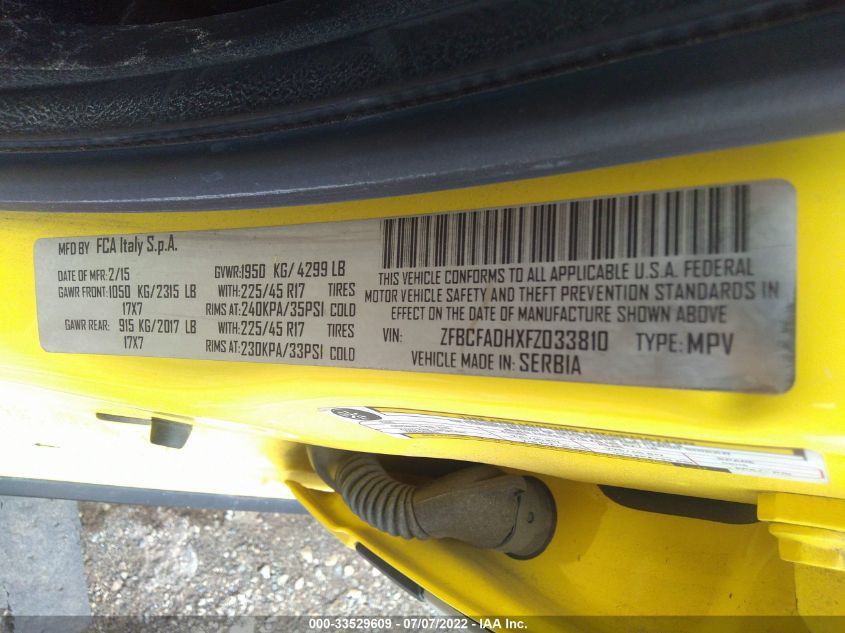 MFD BY FCA Italy S.p.A.
DATE OF MFR: 2/15 GVWR: 1950 KG/ 4299 LB
GAWR FRONT: 1050 KG/2315 LB WITH: 225/45 R17 TIRES
17X7 RIMS AT: 240KPA/35PSI COLD
GAWR REAR: 915 KG/2017 LB WITH: 225/45 R17 TIRES
17X7 RIMS AT: 230KPA/33PSI COLD
THIS VEHICLE CONFORMS TO ALL APPLICABLE U.S.A. FEDERAL
MOTOR VEHICLE SAFETY AND THEFT PREVENTION STANDARDS IN
EFFECT ON THE DATE OF MANUFACTURE SHOWN ABOVE.
VIN: ZFBCFADHXFZ033810 TYPE: MPV
VEHICLE MADE IN: SERBIA
000-33529609 - 07/07/2022 - IAA Inc.